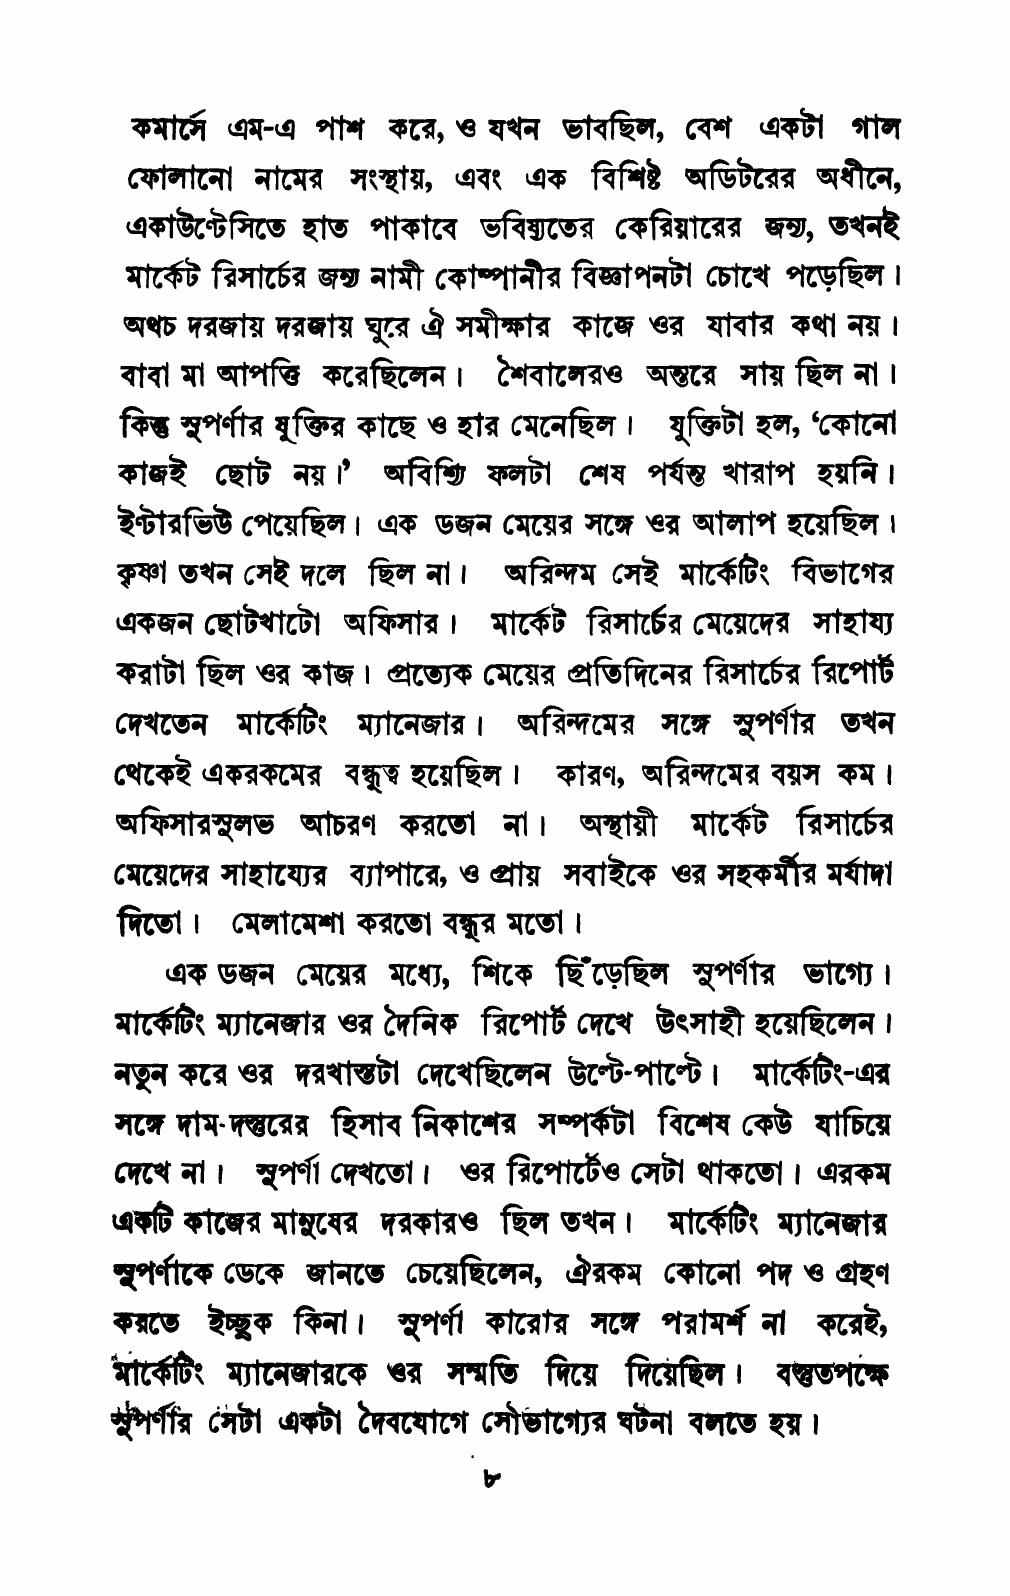 কমার্সে এম-এ পাশ করে, ও যখন ভাবছিল, বেশ একটা গাল
ফোলানো নামের সংস্থায়, এবং এক বিশিষ্ট অডিটরের অধীনে,
একাউন্টেসিতে হাত পাকাবে ভবিষ্যতের কেরিয়ারের জন্য, তখনই
মার্কেট রিসার্চের জন্য নামী কোম্পানীর বিজ্ঞাপনটা চোখে পড়েছিল।
অথচ দরজায় দরজায় ঘুরে ঐ সমীক্ষার কাজে ওর যাবার কথা নয়।
বাবা মা আপত্তি করেছিলেন। শৈবালেরও অন্তরে সায় ছিল না।
কিন্তু সুপর্ণার যুক্তির কাছে ও হার মেনেছিল। যুক্তিটা হল, ‘কোনো
কাজই ছোট নয়।’ অবিশ্যি ফলটা শেষ পর্যন্ত খারাপ হয়নি।
ইণ্টারভিউ পেয়েছিল। এক ডজন মেয়ের সঙ্গে ওর আলাপ হয়েছিল।
কৃষ্ণা তখন সেই দলে ছিল না। অরিন্দম সেই মার্কেটিং বিভাগের
একজন ছোটখাটো অফিসার। মার্কেট রিসার্চের মেয়েদের সাহায্য
করাটা ছিল ওর কাজ। প্রত্যেক মেয়ের প্রতিদিনের রিসার্চের রিপোর্ট
দেখতেন মার্কেটিং ম্যানেজার। অরিন্দমের সঙ্গে সুপর্ণার তখন
থেকেই একরকমের বন্ধুত্ব হয়েছিল। কারণ, অরিন্দমের বয়স কম।
অফিসারসুলভ আচরণ করতো না। অস্থায়ী মার্কেট রিসার্চের
মেয়েদের সাহায্যের ব্যাপারে, ও প্রায় সবাইকে ওর সহকর্মীর মর্যাদা
দিতো। মেলামেশা করতো বন্ধুর মতো।
এক ডজন মেয়ের মধ্যে, শিকে ছিঁড়েছিল সুপর্ণার ভাগ্যে।
মার্কেটিং ম্যানেজার ওর দৈনিক রিপোর্ট দেখে উৎসাহী হয়েছিলেন।
নতুন করে ওর দরখাস্তটা দেখেছিলেন উল্টে-পাল্টে। মার্কেটিং-এর
সঙ্গে দাম-দস্তুরের হিসাব নিকাশের সম্পর্কটা বিশেষ কেউ যাচিয়ে
দেখে না। সুপর্ণা দেখতো। ওর রিপোর্টেও সেটা থাকতো। এরকম
একটি কাজের মানুষের দরকারও ছিল তখন। মার্কেটিং ম্যানেজার
সুপর্ণাকে ডেকে জানতে চেয়েছিলেন, ঐরকম কোনো পদ ও গ্রহণ
করতে ইচ্ছুক কিনা। সুপর্ণা কারোর সঙ্গে পরামর্শ না করেই,
মার্কেটিং ম্যানেজারকে ওর সম্মতি দিয়ে দিয়েছিল। বস্তুতপক্ষে
সুপর্ণার সেটা একটা দৈবযোগে সৌভাগ্যের ঘটনা বলতে হয়।
৮